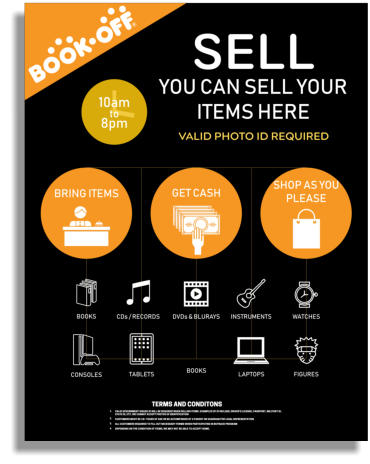 BOOK·OFF
SELL
YOU CAN SELL YOUR
ITEMS HERE
10am
to
8pm
VALID PHOTO ID REQUIRED
BRING ITEMS
GET CASH
SHOP AS YOU
PLEASE
BOOKS
CDs / RECORDS
DVDs & BLURAYS
INSTRUMENTS
WATCHES
CONSOLES
TABLETS
BOOKS
LAPTOPS
FIGURES
TERMS AND CONDITONS